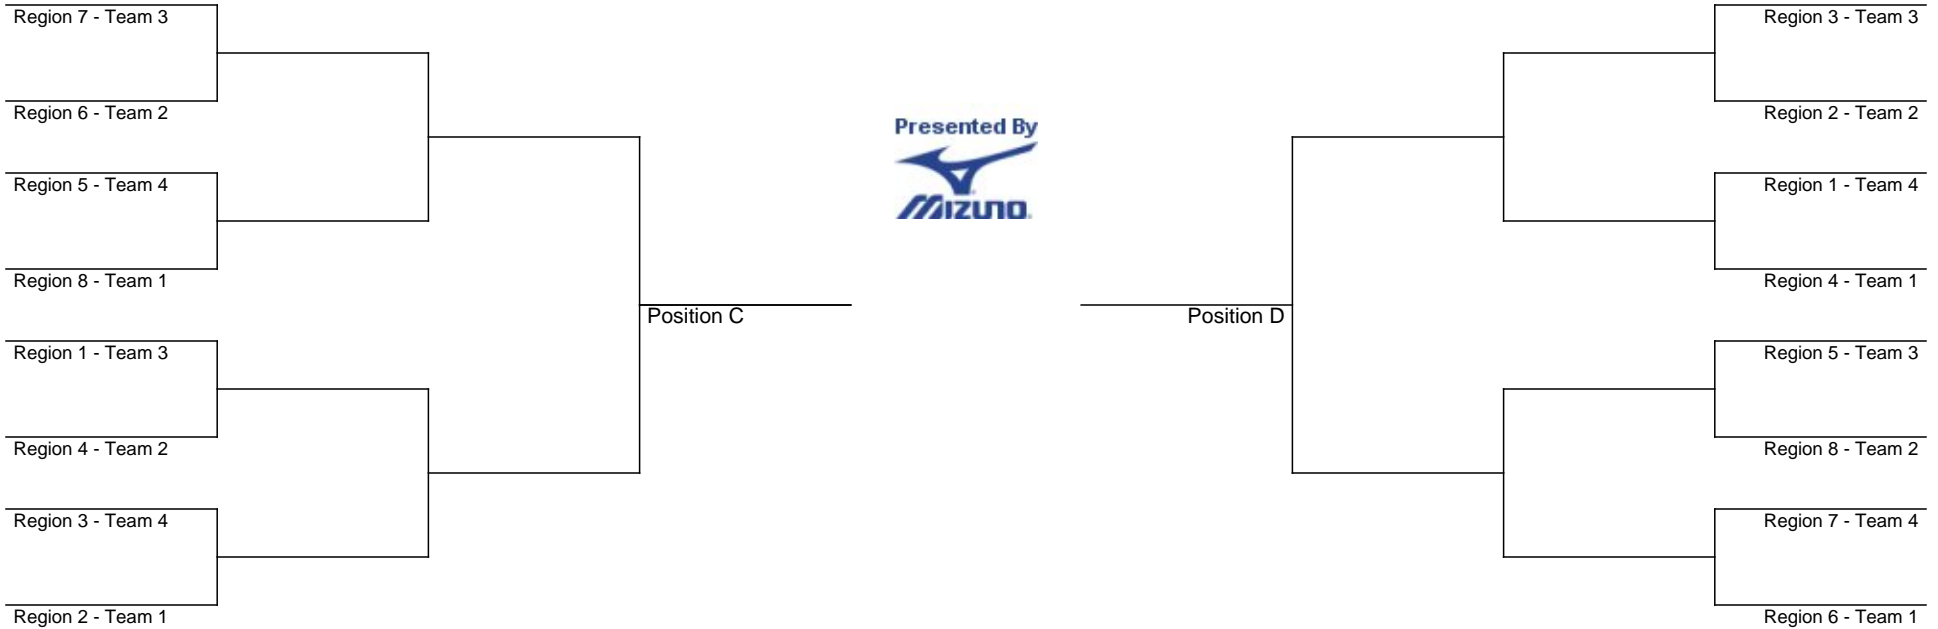 Region 7 - Team 3
Region 6 - Team 2
Region 5 - Team 4
Region 8 - Team 1
Region 1 - Team 3
Region 4 - Team 2
Region 3 - Team 4
Region 2 - Team 1
Position C
Presented By
MIZUNO
Position D
Region 3 - Team 3
Region 2 - Team 2
Region 1 - Team 4
Region 4 - Team 1
Region 5 - Team 3
Region 8 - Team 2
Region 7 - Team 4
Region 6 - Team 1